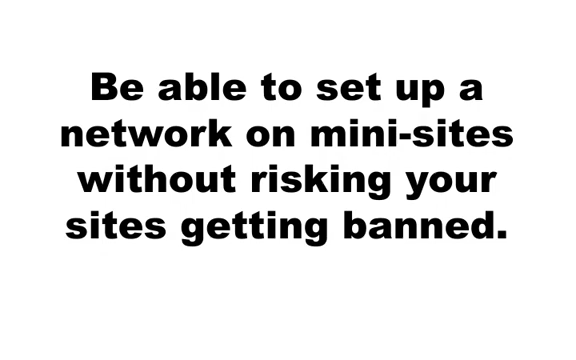 Be able to set up a
network on mini-sites
without risking your
sites getting banned.